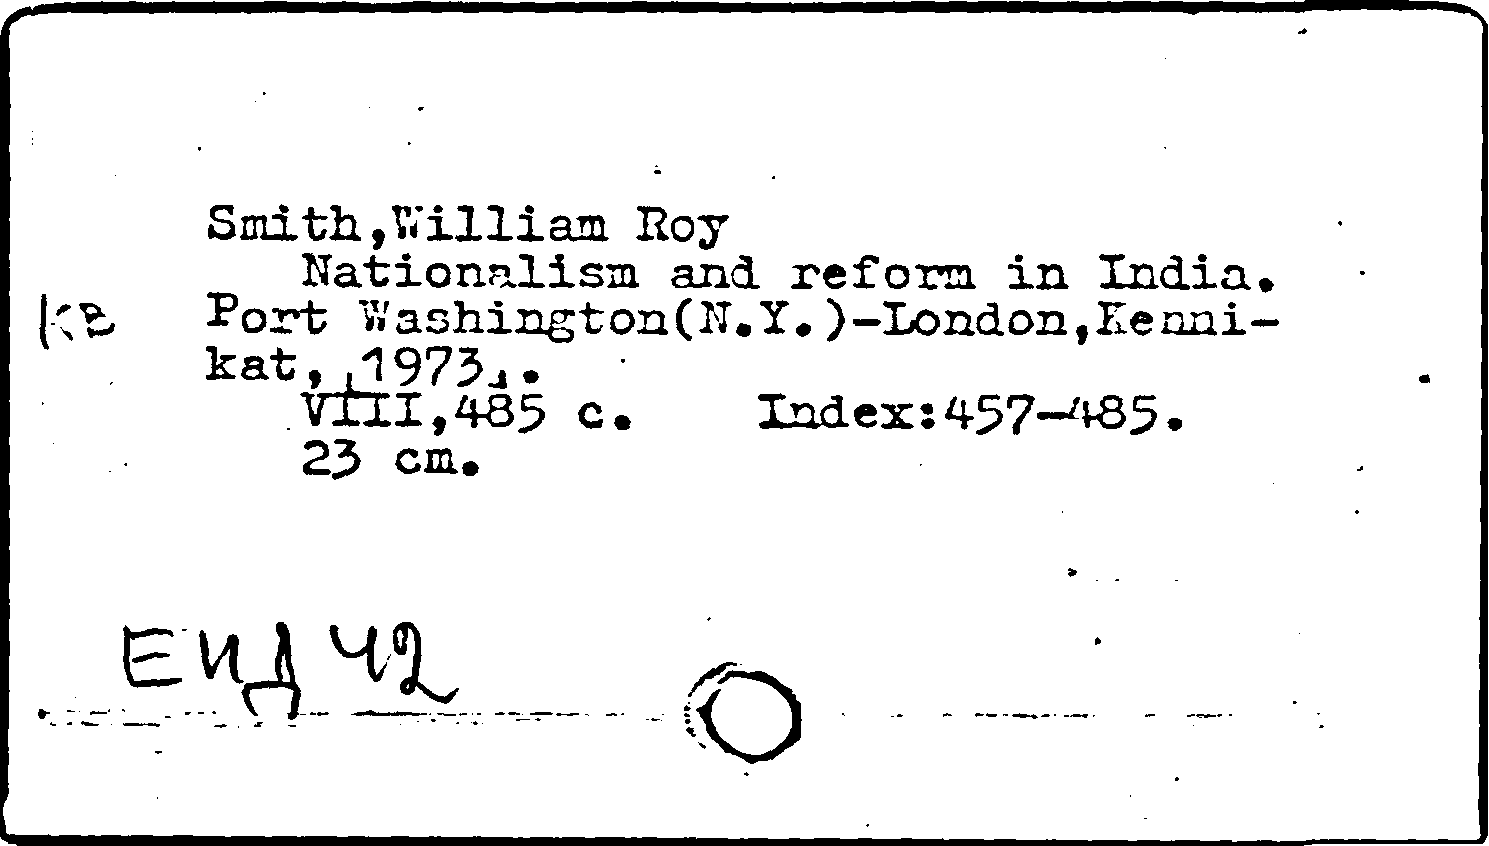 Smith,William Roy
Nationalism and reform in India.
КВ Port Washington(N.Y.)-London,Kenni-
kat, [1973].
VIII,485 с. Index:457-485.
23 cm.
ЕИД 42